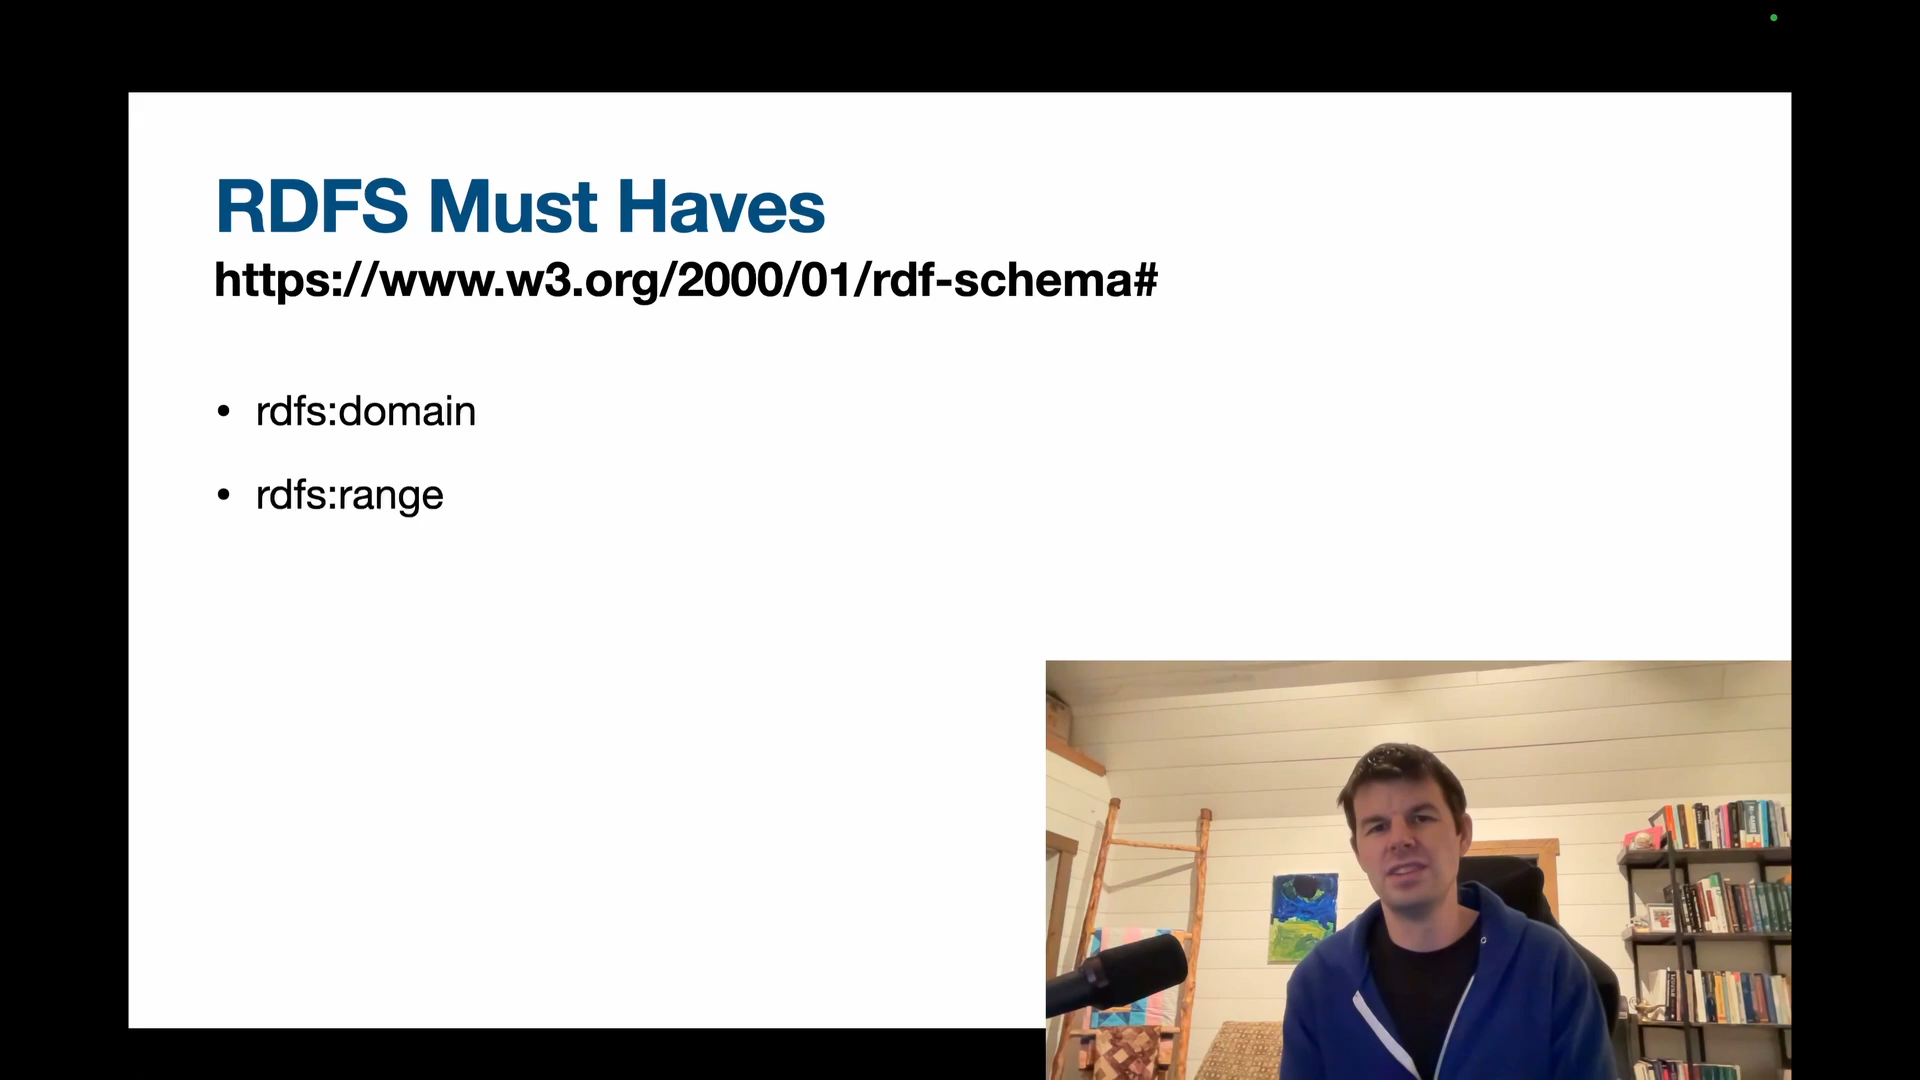 RDFS Must Haves
https://www.w3.org/2000/01/rdf-schema#
• rdfs:domain
• rdfs:range